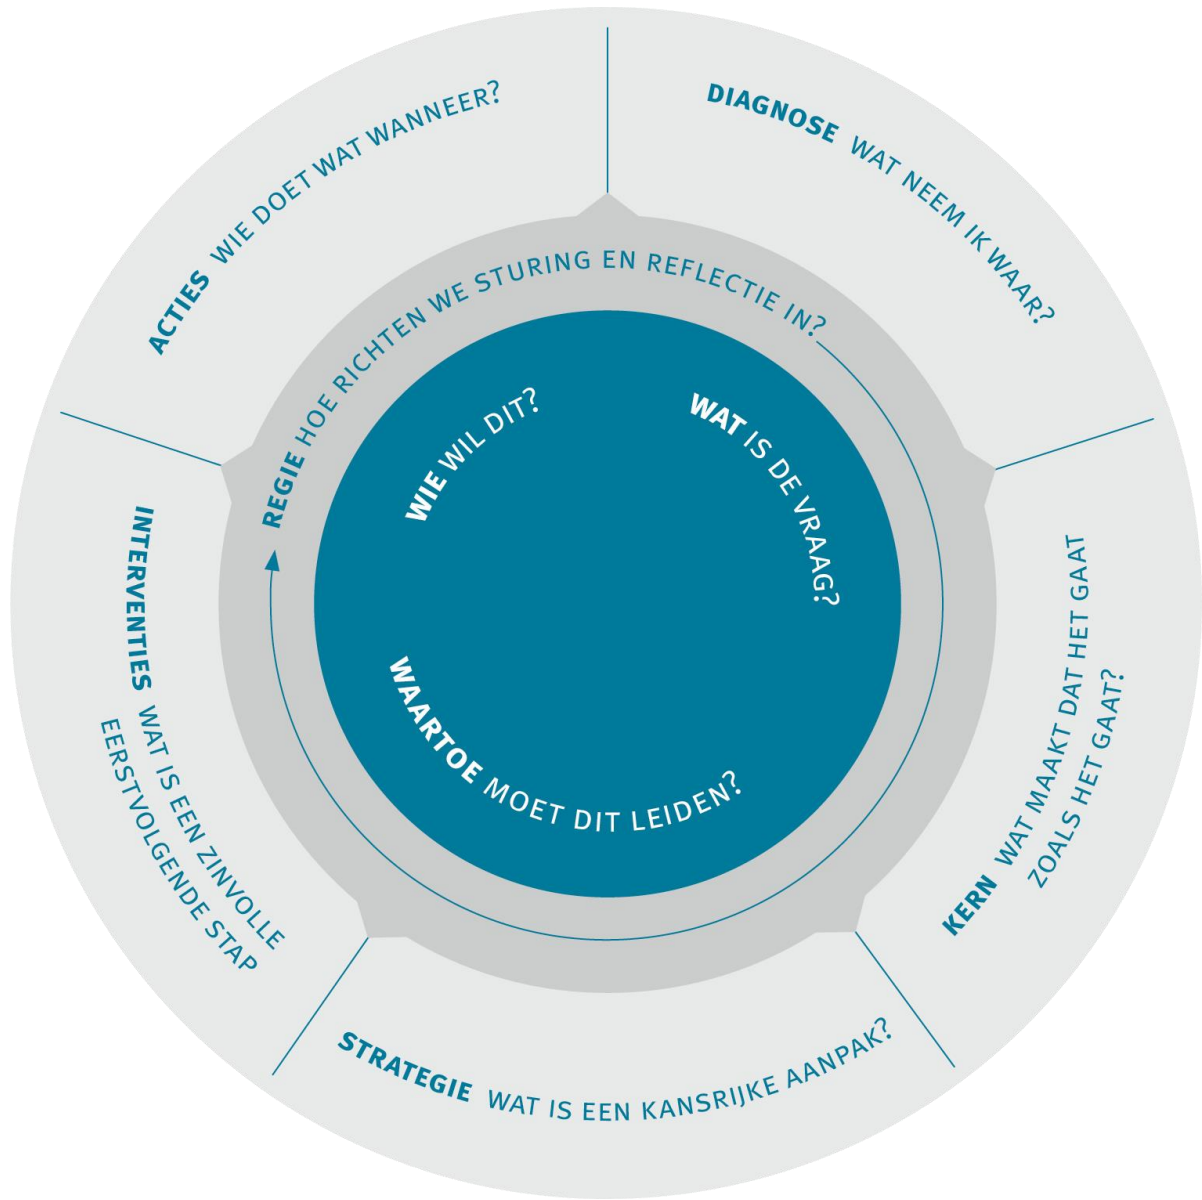 DIAGNOSE WAT NEEM IK WAAR?
KERN WAT MAAKT DAT HET GAAT
ZOALS HET GAAT?
STRATEGIE WAT IS EEN KANSRIJKE AANPAK?
INTERVENTIES WAT IS EEN ZINVOLLE
EERSTVOLGENDE STAP
ACTIES WIE DOET WAT WANNEER?
REGIE HOE RICHTEN WE STURING EN REFLECTIE IN?
WIE WIL DIT?
WAT IS DE VRAAG?
WAARTOE MOET DIT LEIDEN?